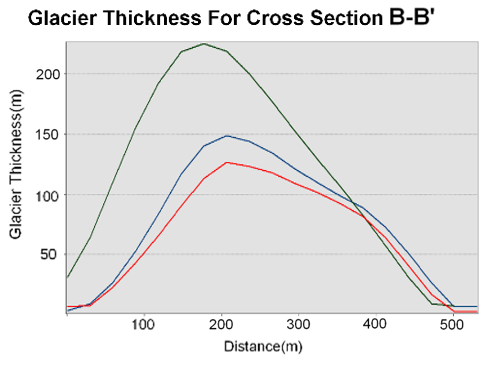 Glacier Thickness For Cross Section B-B'
Glacier Thickness(m)
200
150
100
50
100 200 300 400 500
Distance(m)